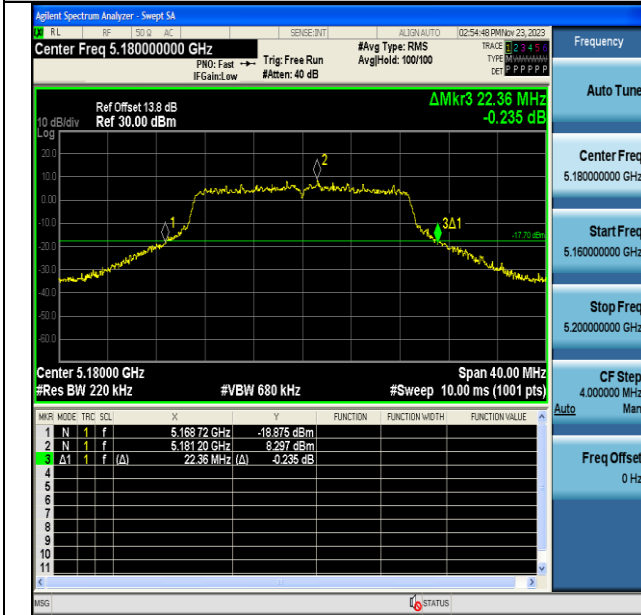 Agilent Spectrum Analyzer - Swept SA
RL RF 50 Ω AC SENSE:INT ALIGN AUTO 02:54:48 PM Nov 23, 2023
Center Freq 5.180000000 GHz #Avg Type: RMS TRACE 1 2 3 4 5 6
PNO: Fast Trig: Free Run Avg|Hold: 100/100 TYPE M
IFGain:Low #Atten: 40 dB DET P P P P P P
ΔMkr3 22.36 MHz
-0.235 dB
Ref Offset 13.8 dB
10 dB/div Ref 30.00 dBm
Log
20.0
10.0
0.00
-10.0
-20.0
-30.0
-40.0
-50.0
-60.0
1
2
3Δ1
-17.70 dBm
Center 5.18000 GHz Span 40.00 MHz
#Res BW 220 kHz #VBW 680 kHz #Sweep 10.00 ms (1001 pts)
MKR MODE TRC SCL X Y FUNCTION FUNCTION WIDTH FUNCTION VALUE
1 N 1 f 5.168 72 GHz -18.875 dBm
2 N 1 f 5.181 20 GHz 8.297 dBm
3 Δ1 1 f (Δ) 22.36 MHz (Δ) -0.235 dB
4
5
6
7
8
9
10
11
MSG STATUS
Frequency
Auto Tune
Center Freq
5.180000000 GHz
Start Freq
5.160000000 GHz
Stop Freq
5.200000000 GHz
CF Step
4.000000 MHz
Auto Man
Freq Offset
0 Hz